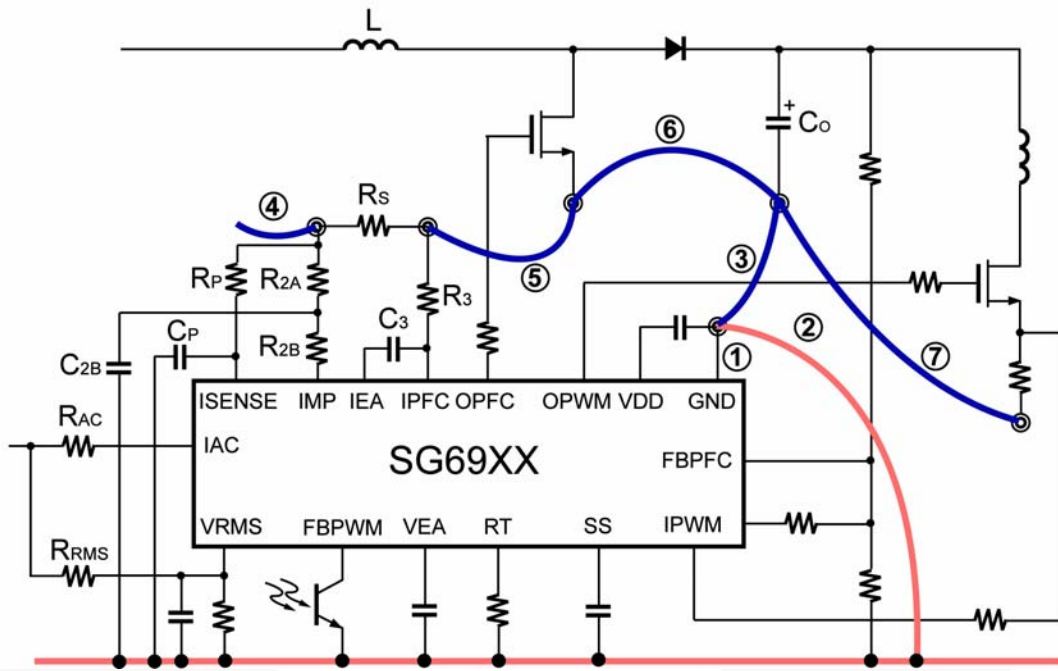 L
+
Co
⑥
④
RS
③
⑤
RP
R2A
R3
②
C3
CP
R2B
①
⑦
C2B
ISENSE IMP IEA IPFC OPFC OPWM VDD GND
RAC
IAC
SG69XX
FBPFC
VRMS FBPWM VEA RT SS IPWM
RRMS